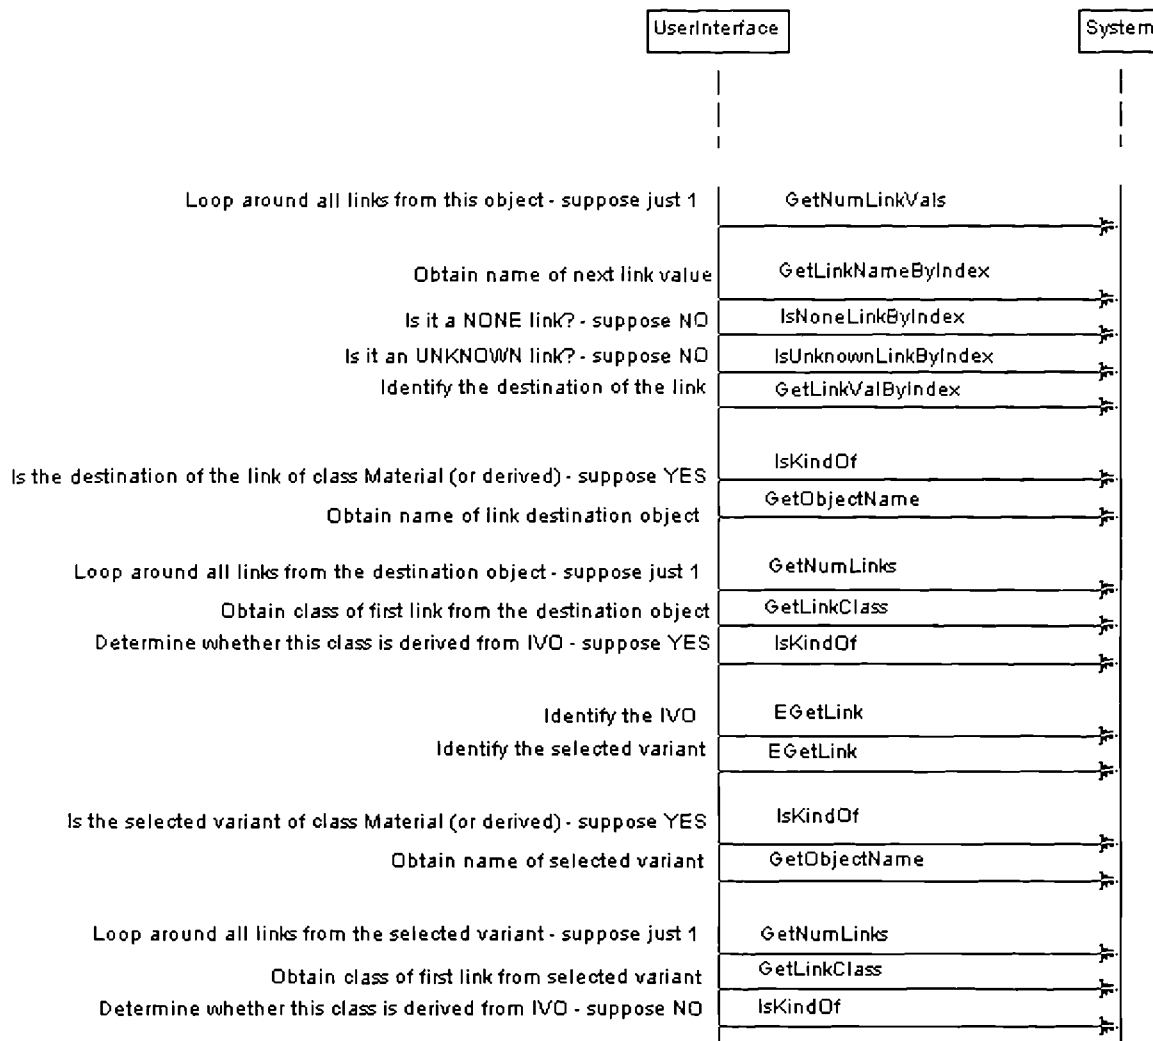 UserInterface System
Loop around all links from this object - suppose just 1 GetNumLinkVals
Obtain name of next link value GetLinkNameByIndex
Is it a NONE link? - suppose NO IsNoneLinkByIndex
Is it an UNKNOWN link? - suppose NO IsUnknownLinkByIndex
Identify the destination of the link GetLinkValByIndex
Is the destination of the link of class Material (or derived) - suppose YES IsKindOf
Obtain name of link destination object GetObjectName
Loop around all links from the destination object - suppose just 1 GetNumLinks
Obtain class of first link from the destination object GetLinkClass
Determine whether this class is derived from IVO - suppose YES IsKindOf
Identify the IVO EGetLink
Identify the selected variant EGetLink
Is the selected variant of class Material (or derived) - suppose YES IsKindOf
Obtain name of selected variant GetObjectName
Loop around all links from the selected variant - suppose just 1 GetNumLinks
Obtain class of first link from selected variant GetLinkClass
Determine whether this class is derived from IVO - suppose NO IsKindOf